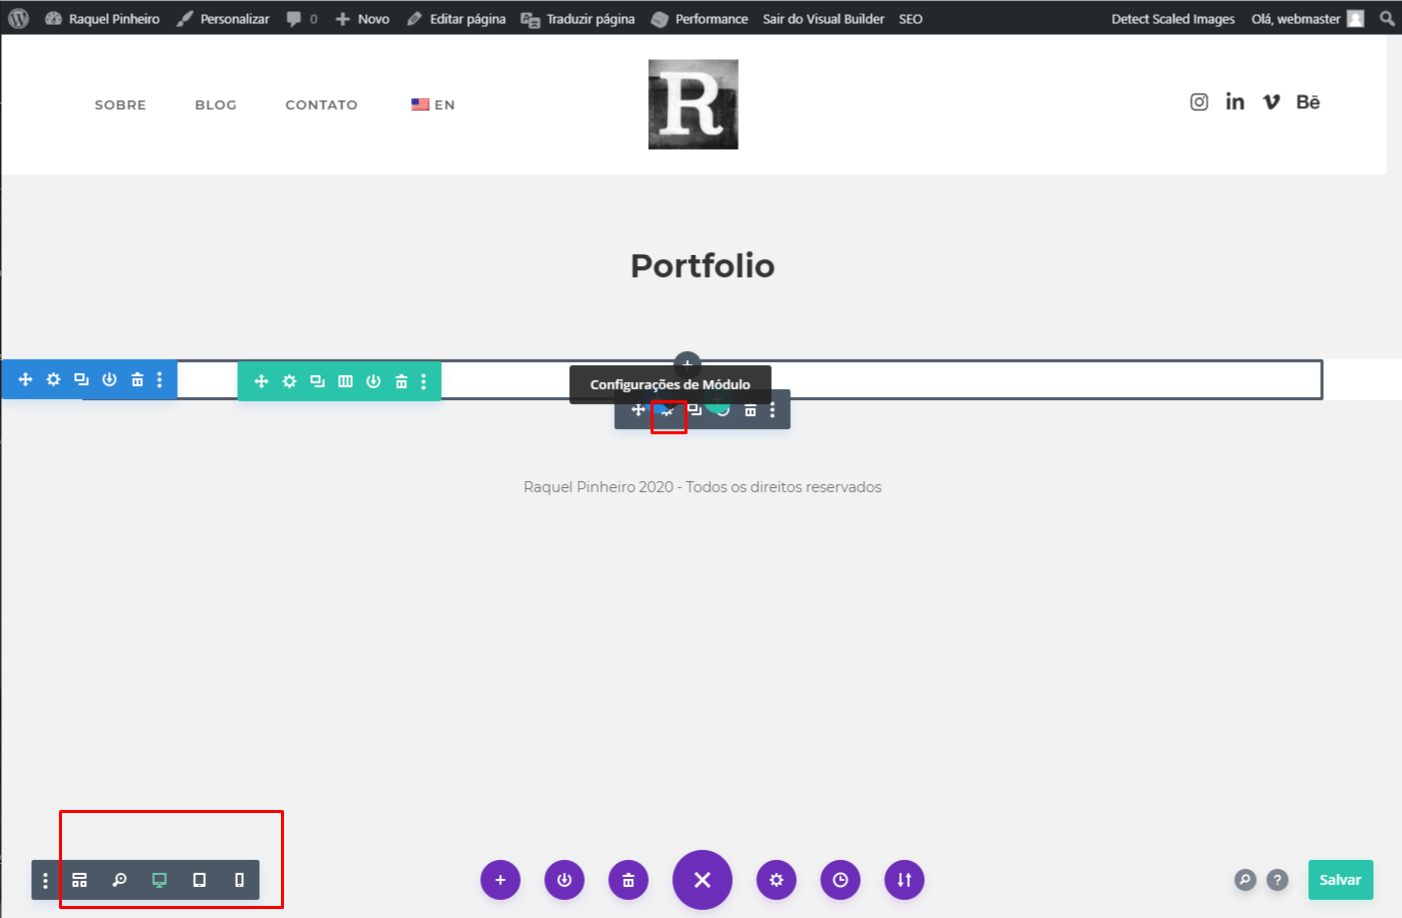 Raquel Pinheiro Personalizar 0 Novo Editar página Traduzir página Performance Sair do Visual Builder SEO Detect Scaled Images Olá, webmaster
SOBRE BLOG CONTATO EN
R
in Bē
Portfolio
Configurações de Módulo
Raquel Pinheiro 2020 - Todos os direitos reservados
? Salvar